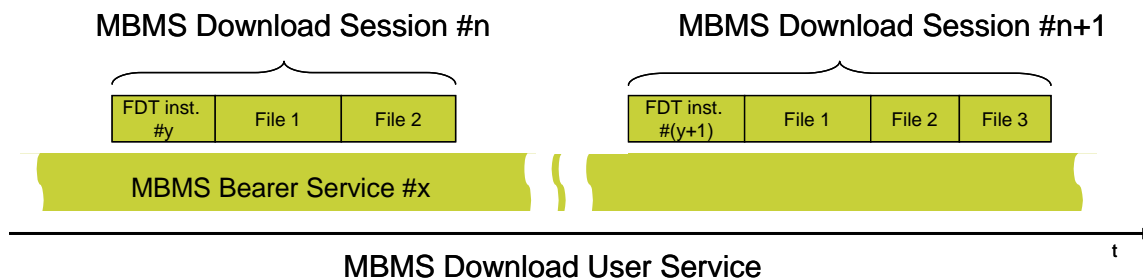 MBMS Download Session #n
MBMS Download Session #n+1
FDT inst.
#y
File 1
File 2
FDT inst.
#(y+1)
File 1
File 2
File 3
MBMS Bearer Service #x
t
MBMS Download User Service